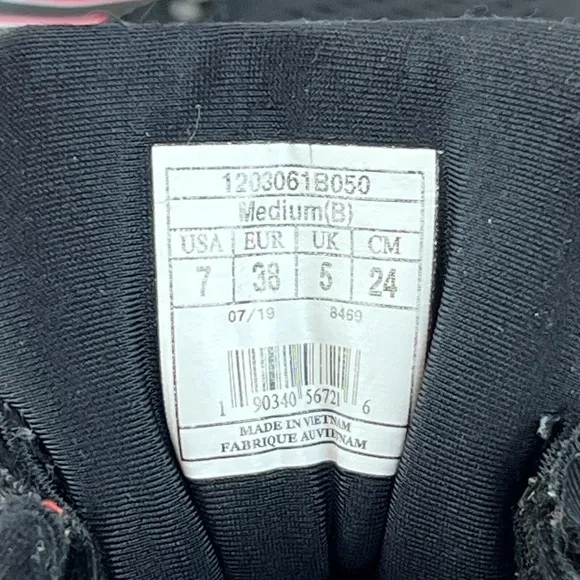 1203061B050
Medium(B)
USA EUR UK CM
7 38 5 24
07/19 8469
1 90340 56721 6
MADE IN VIETNAM
FABRIQUE AU VIETNAM